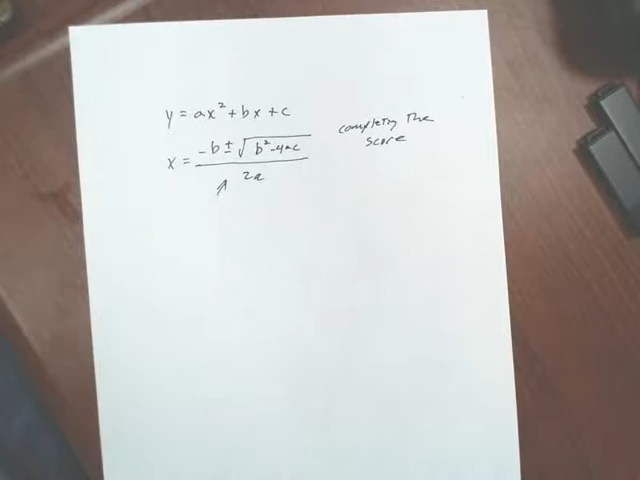 y = ax² + bx + c
x = (-b ± √(b² - 4ac)) / 2a
completing the
score